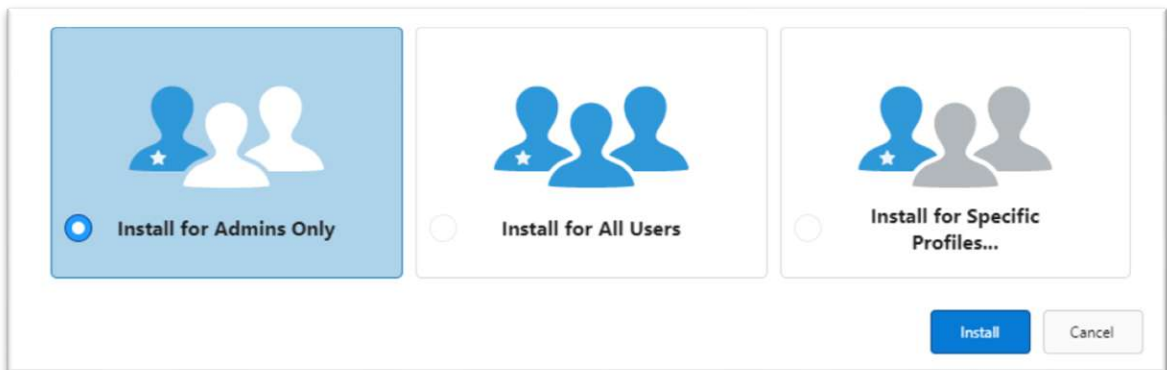 Install for Admins Only
Install for All Users
Install for Specific
Profiles...
Install
Cancel